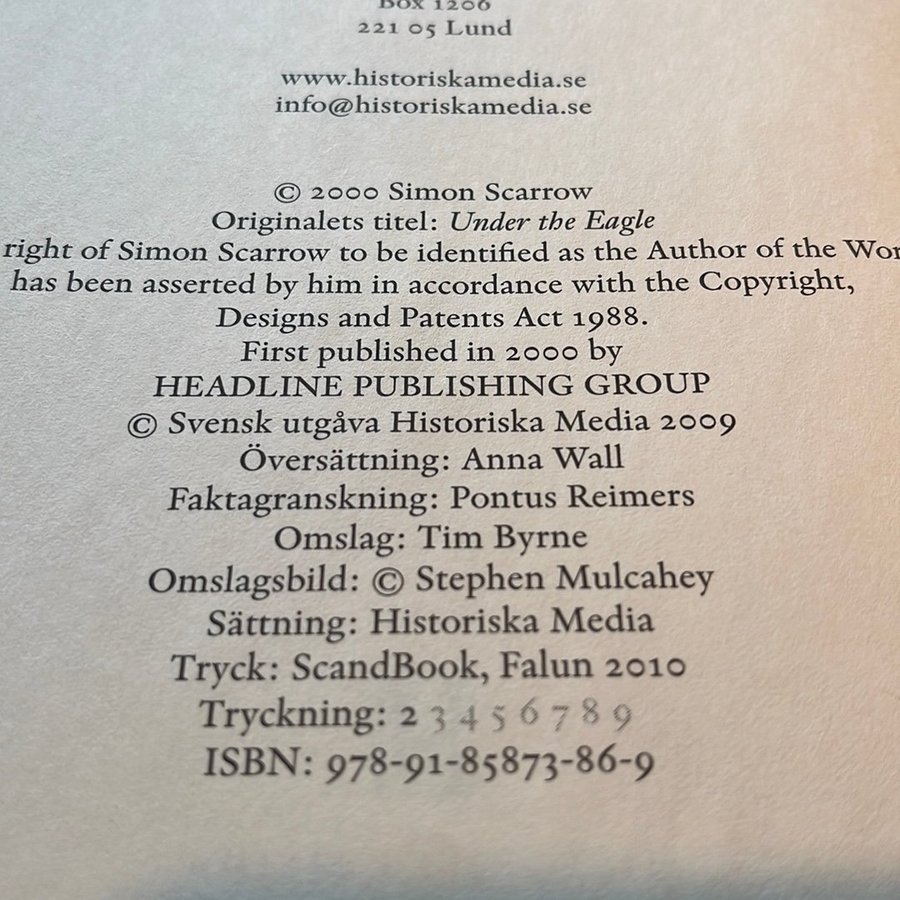 Box 1206
221 05 Lund
www.historiskamedia.se
info@historiskamedia.se
© 2000 Simon Scarrow
Originalets titel: Under the Eagle
right of Simon Scarrow to be identified as the Author of the Wor
has been asserted by him in accordance with the Copyright,
Designs and Patents Act 1988.
First published in 2000 by
HEADLINE PUBLISHING GROUP
© Svensk utgåva Historiska Media 2009
Översättning: Anna Wall
Faktagranskning: Pontus Reimers
Omslag: Tim Byrne
Omslagsbild: © Stephen Mulcahey
Sättning: Historiska Media
Tryck: ScandBook, Falun 2010
Tryckning: 2 3 4 5 6 7 8 9
ISBN: 978-91-85873-86-9